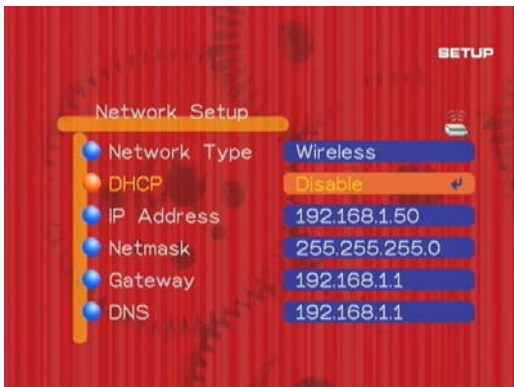 SETUP
Network Setup
Network Type Wireless
DHCP Disable
IP Address 192.168.1.50
Netmask 255.255.255.0
Gateway 192.168.1.1
DNS 192.168.1.1